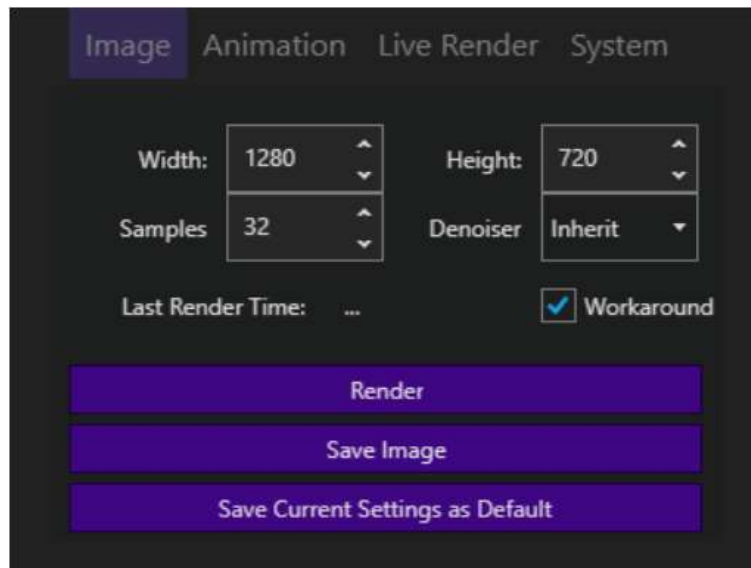 Image Animation Live Render System
Width: 1280 Height: 720
Samples 32 Denoiser Inherit
Last Render Time: ... Workaround
Render
Save Image
Save Current Settings as Default